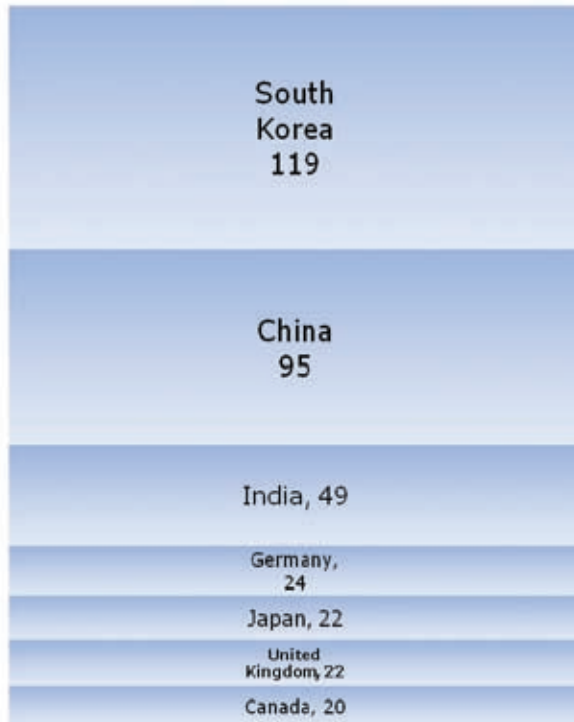 South
Korea
119
China
95
India, 49
Germany,
24
Japan, 22
United
Kingdom, 22
Canada, 20